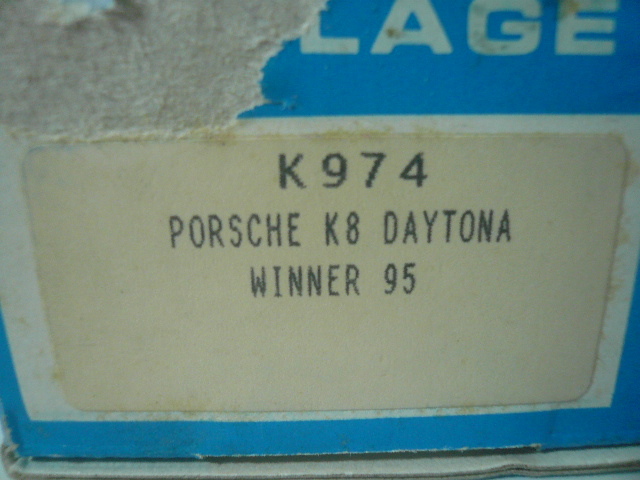 LAGE
K974
PORSCHE K8 DAYTONA
WINNER 95